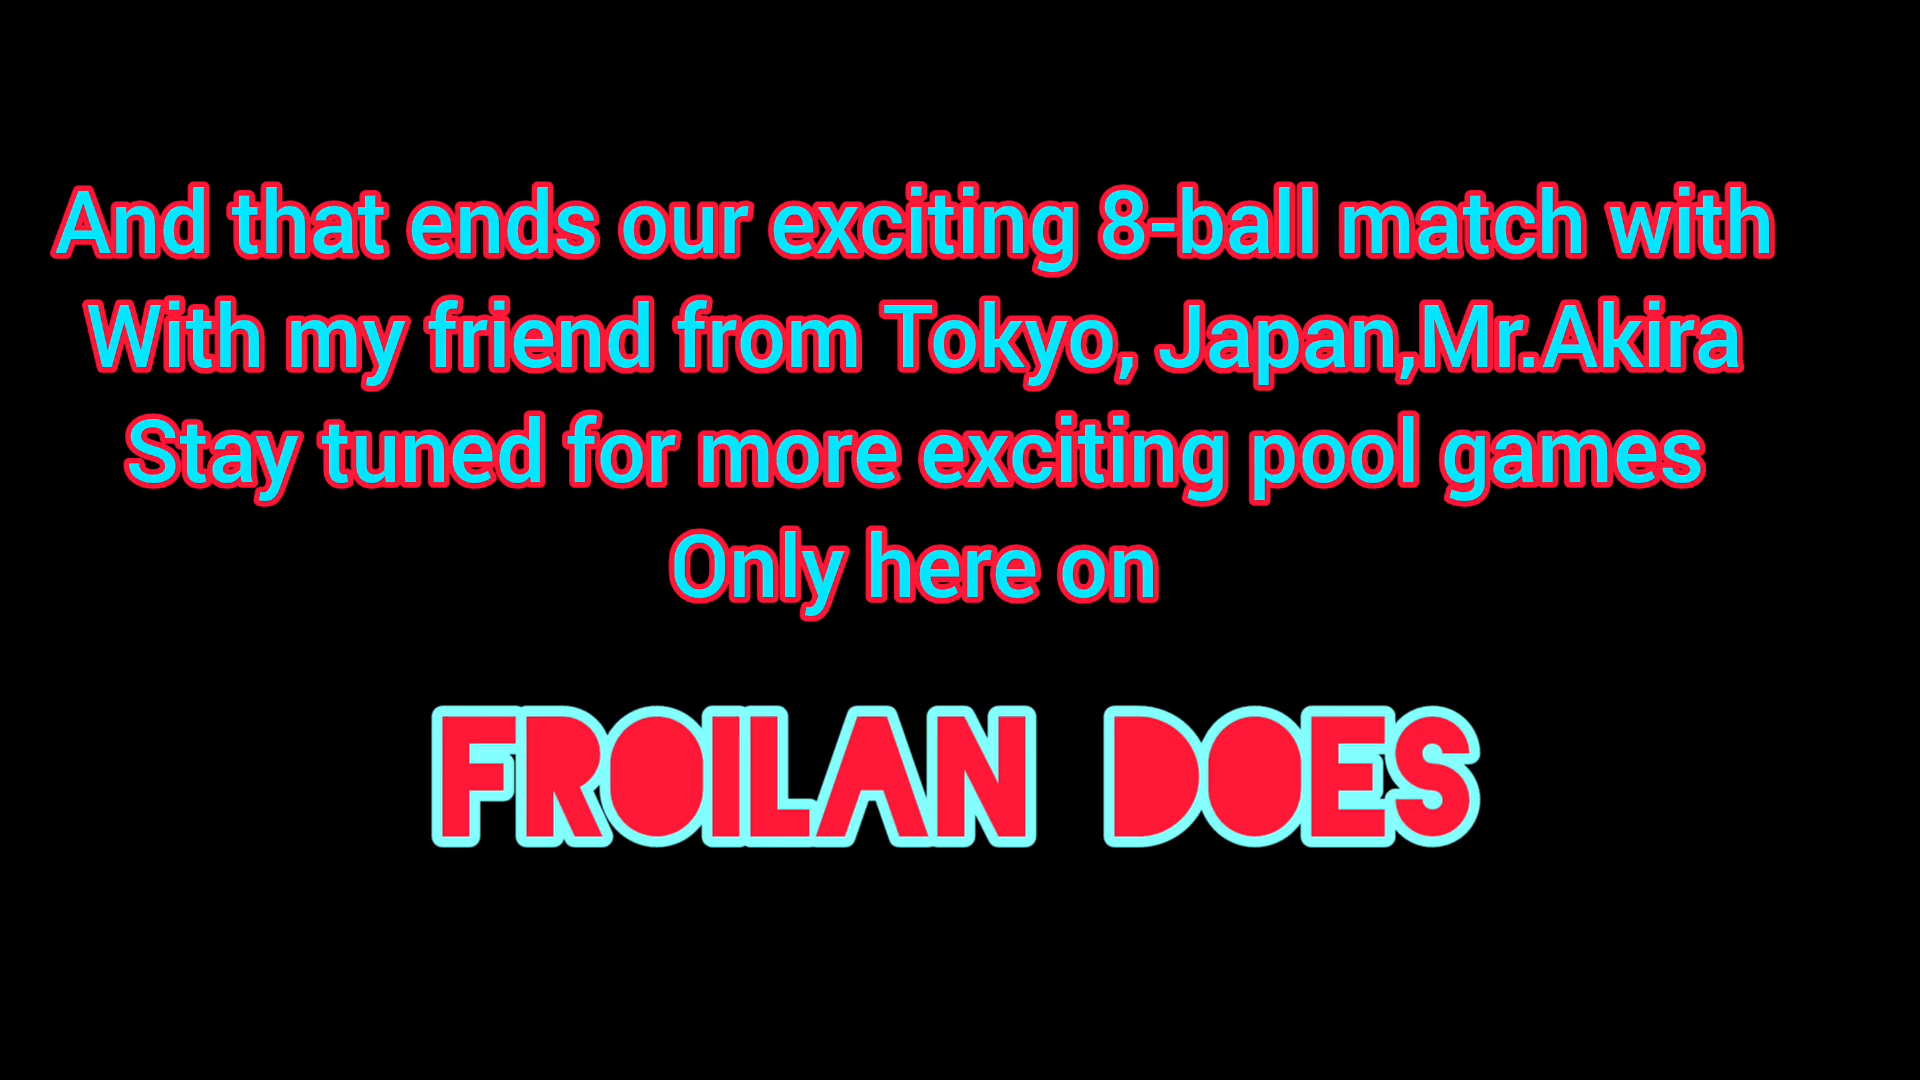 And that ends our exciting 8-ball match with
With my friend from Tokyo, Japan,Mr.Akira
Stay tuned for more exciting pool games
Only here on
FROILAN DOES